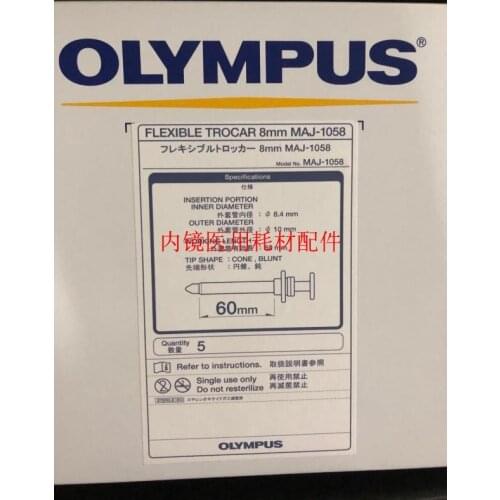 OLYMPUS®
FLEXIBLE TROCAR 8mm MAJ-1058
フレキシブルトロッカー 8mm MAJ-1058
Model No. MAJ-1058
Specifications
仕様
INSERTION PORTION
INNER DIAMETER
外套管内径 : φ 8.4 mm
OUTER DIAMETER
外套管外径 : φ 10 mm
内镜医用耗材配件
WORKING LENGTH
TIP SHAPE : CONE , BLUNT
先端形状 : 円錐, 鈍
60mm
Quantity
数量 5
Refer to instructions. 取扱説明書参照
Single use only 再使用禁止
Do not resterilize 再滅菌禁止
STERILE EO
OLYMPUS